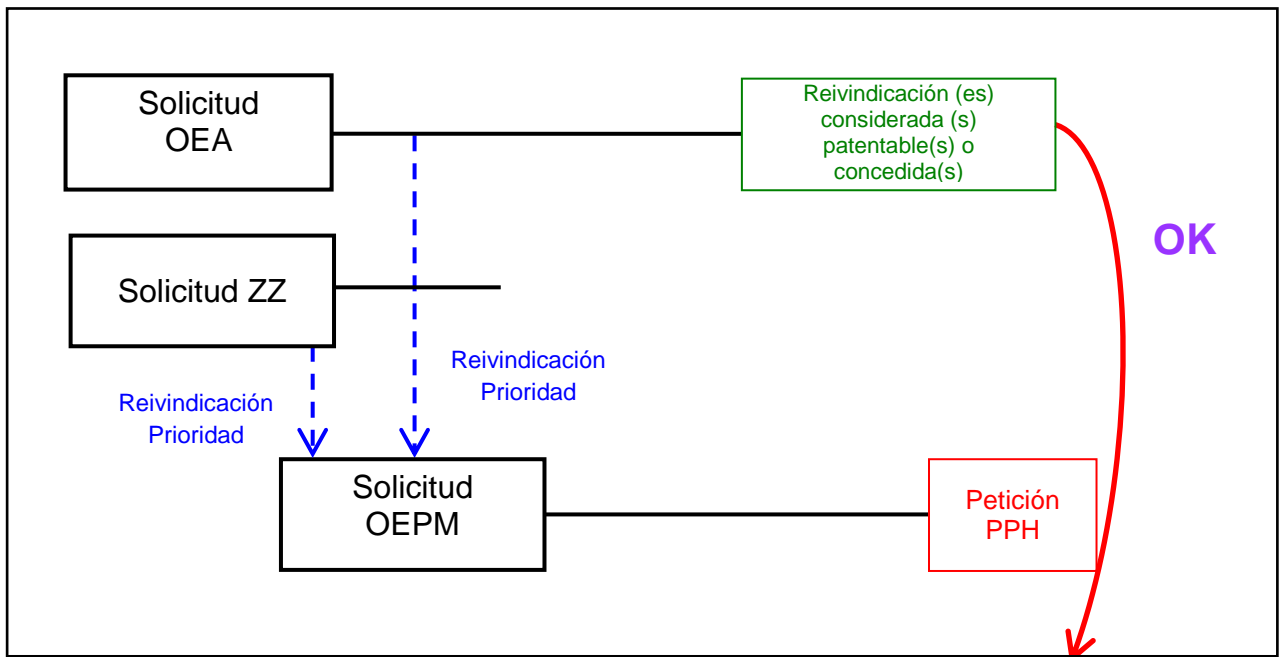 Solicitud
OEA
Reivindicación (es)
considerada (s)
patentable(s) o
concedida(s)
OK
Solicitud ZZ
Reivindicación
Prioridad
Reivindicación
Prioridad
Solicitud
OEPM
Petición
PPH